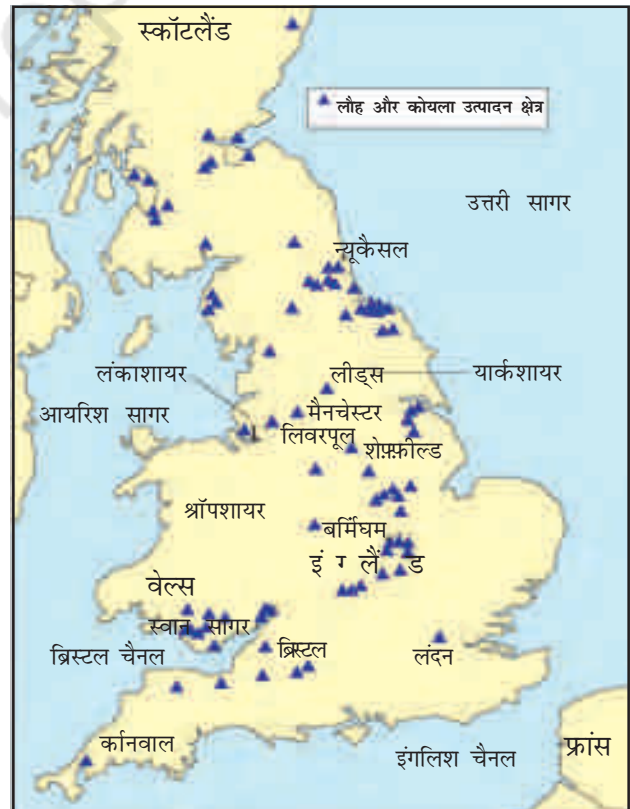 स्कॉटलैंड
लौह और कोयला उत्पादन क्षेत्र
उत्तरी सागर
न्यूकैसल
लंकाशायर
लीड्स
यार्कशायर
आयरिश सागर
मैनचेस्टर
लिवरपूल
शेफ़्फ़ील्ड
श्रॉपशायर
बर्मिंघम
इंग्लैंड
वेल्स
स्वान सागर
ब्रिस्टल चैनल
ब्रिस्टल
लंदन
कॉर्नवाल
इंगलिश चैनल
फ्रांस